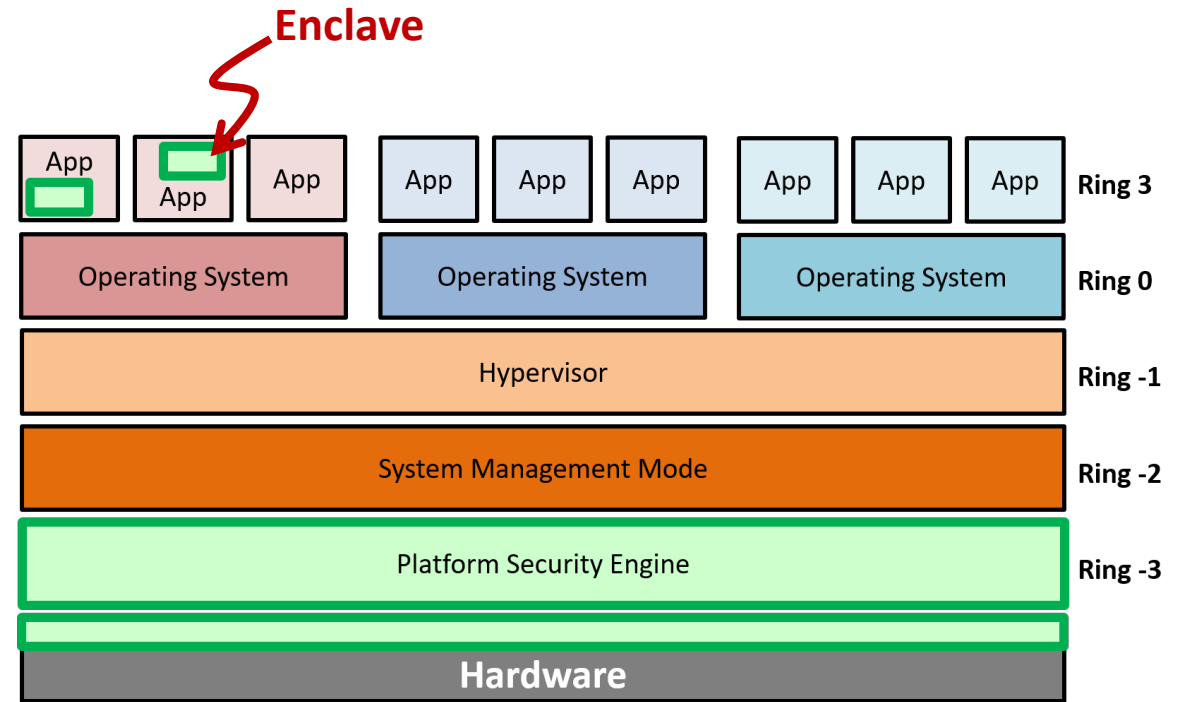 Enclave
App
App
App
App
App
App
App
App
App
Ring 3
Operating System
Operating System
Operating System
Ring 0
Hypervisor
Ring -1
System Management Mode
Ring -2
Platform Security Engine
Ring -3
Hardware